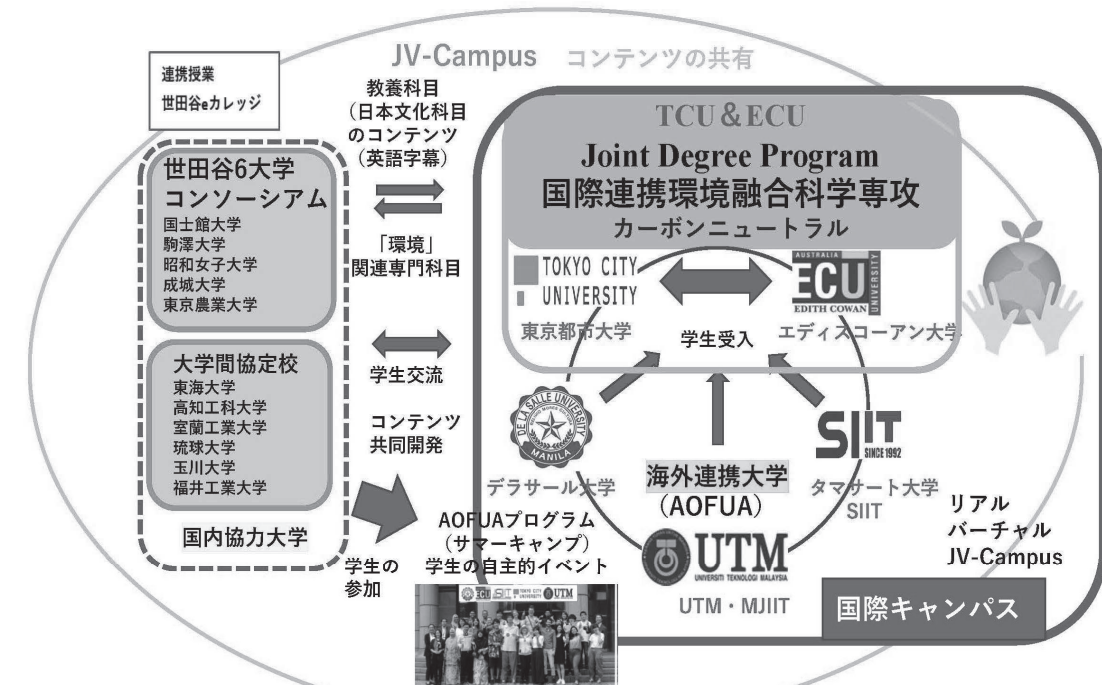 JV-Campus コンテンツの共有
連携授業
世田谷eカレッジ
世田谷6大学
コンソーシアム
国士館大学
駒澤大学
昭和女子大学
成城大学
東京農業大学
大学間協定校
東海大学
高知工科大学
室蘭工業大学
琉球大学
玉川大学
福井工業大学
国内協力大学
教養科目
（日本文化科目
のコンテンツ
（英語字幕）
「環境」
関連専門科目
学生交流
コンテンツ
共同開発
学生の
参加
AOFUAプログラム
（サマーキャンプ）
学生の自主的イベント
ECU SIIT TOKYO CITY UNIVERSITY UTM
TCU＆ECU
Joint Degree Program
国際連携環境融合科学専攻
カーボンニュートラル
TOKYO CITY
UNIVERSITY
東京都市大学
学生受入
AUSTRALIA
ECU
UNIVERSITY
EDITH COWAN
エディスコーアン大学
DE LA SALLE UNIVERSITY
MANILA
デラサール大学
海外連携大学
（AOFUA）
SIIT
SINCE 1992
タマサート大学
SIIT
UTM
UNIVERSITI TEKNOLOGI MALAYSIA
UTM・MJIIT
リアル
バーチャル
JV-Campus
国際キャンパス